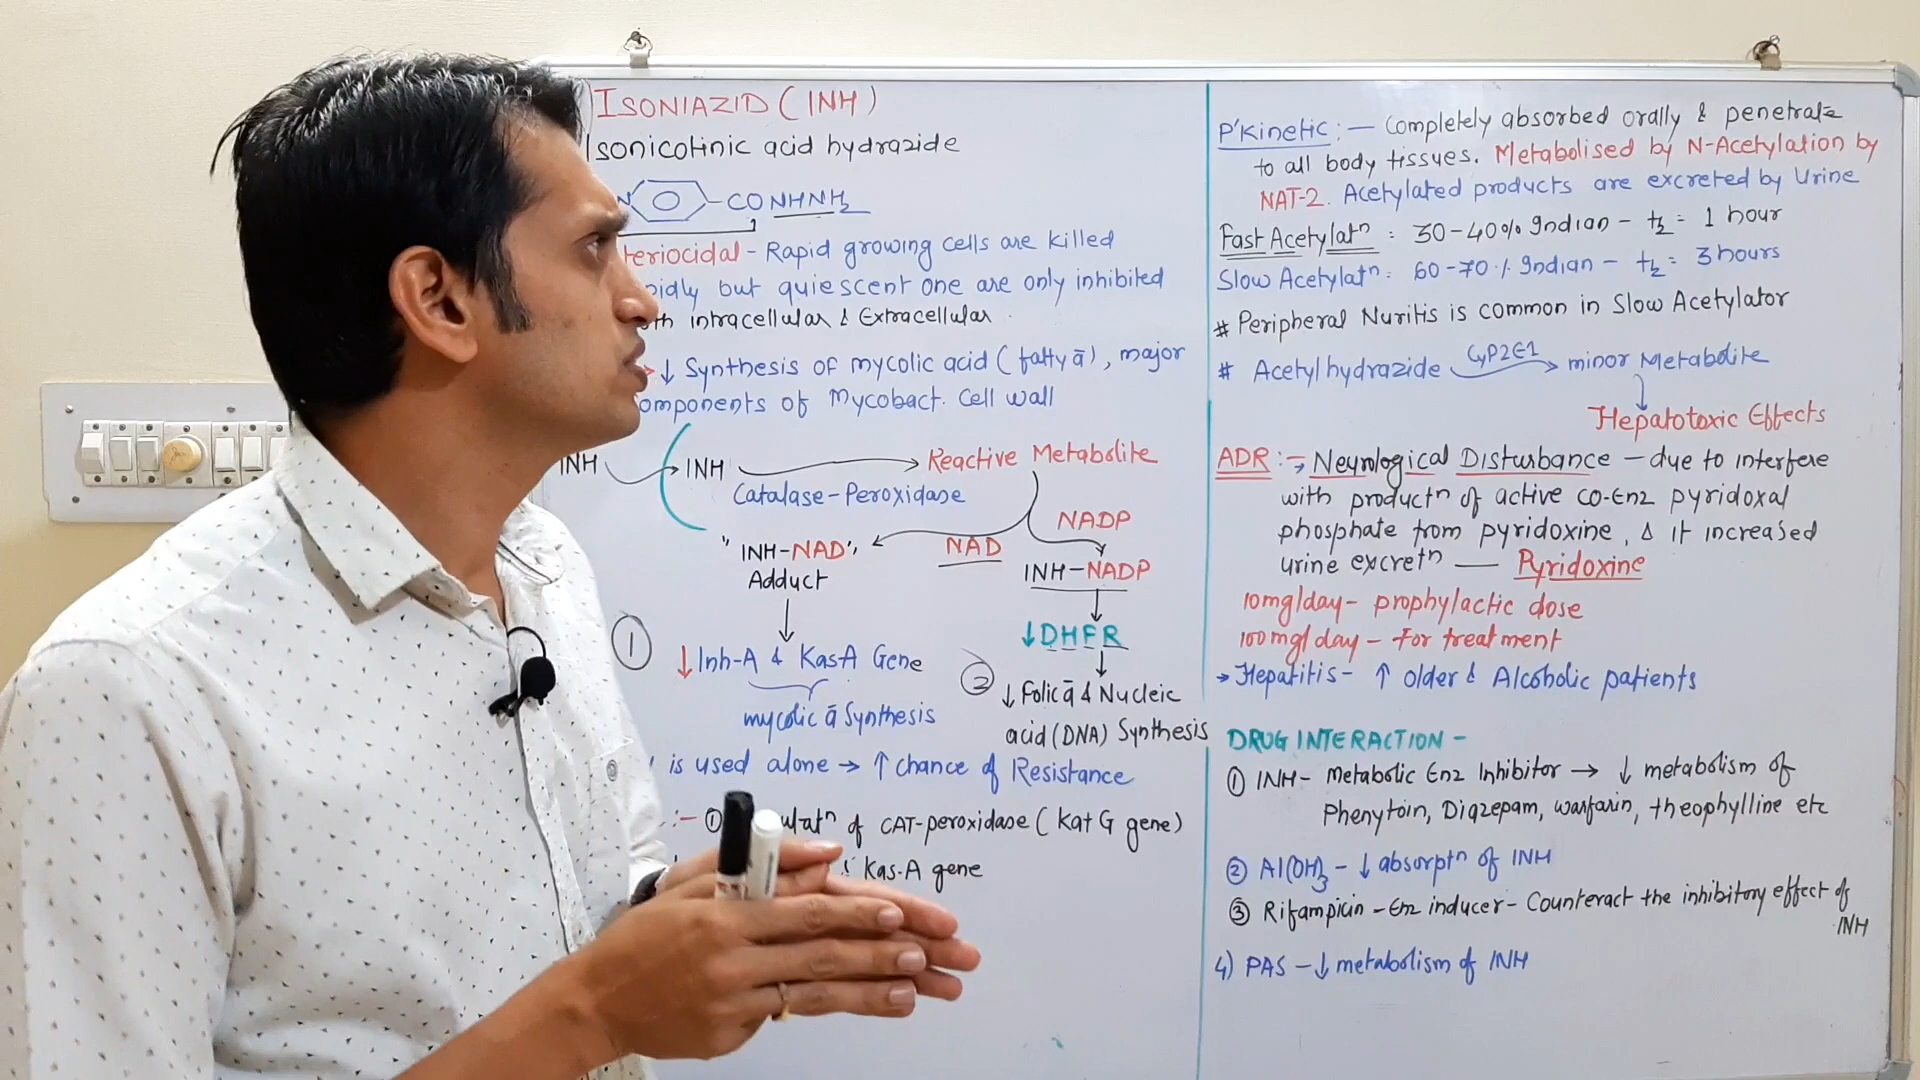 ISONIAZID (INH)
Isonicotinic acid hydrazide
N CONHNH2
teriocidal - Rapid growing cells are killed
pidly but quiescent one are only inhibited
oth intracellular & Extracellular
↓ Synthesis of mycolic acid (fatty ā), major
omponents of Mycobact. Cell wall
INH → INH → Reactive Metabolite
Catalase-Peroxidase
NADP
"INH-NAD" NAD
Adduct
INH-NADP
① ↓ Inh-A & KasA Gene
mycolic ā Synthesis
↓DHFR
② ↓ Folic ā & Nucleic
acid (DNA) Synthesis
is used alone → ↑ chance of Resistance
:- ① utatn of CAT-peroxidase (Kat G gene)
& Kas-A gene
P'Kinetic :- Completely absorbed orally & penetrate
to all body tissues. Metabolised by N-Acetylation by
NAT-2. Acetylated products are excreted by Urine
Fast Acetylatn : 30-40% Indian - t½ = 1 hour
Slow Acetylatn : 60-70% Indian - t½ = 3 hours
# Peripheral Nuritis is common in Slow Acetylator
# Acetylhydrazide CYP2E1 → minor Metabolite
↓
Hepatotoxic Effects
ADR :→ Neurological Disturbance - due to interfere
with productn of active co-Enz pyridoxal
phosphate from pyridoxine, & it increased
urine excretn — Pyridoxine
10mg/day - prophylactic dose
100mg/day - For treatment
→ Hepatitis - ↑ older & Alcoholic patients
DRUG INTERACTION -
① INH - Metabolic Enz Inhibitor → ↓ metabolism of
Phenytoin, Diazepam, warfarin, theophylline etc
② Al(OH)3 - ↓ absorptn of INH
③ Rifampicin - Enz inducer - Counteract the inhibitory effect of
INH
4) PAS - ↓ metabolism of INH